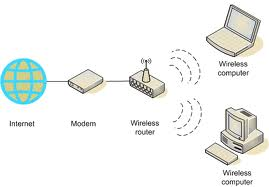 Wireless
computer
Internet
Modem
Wireless
router
Wireless
computer